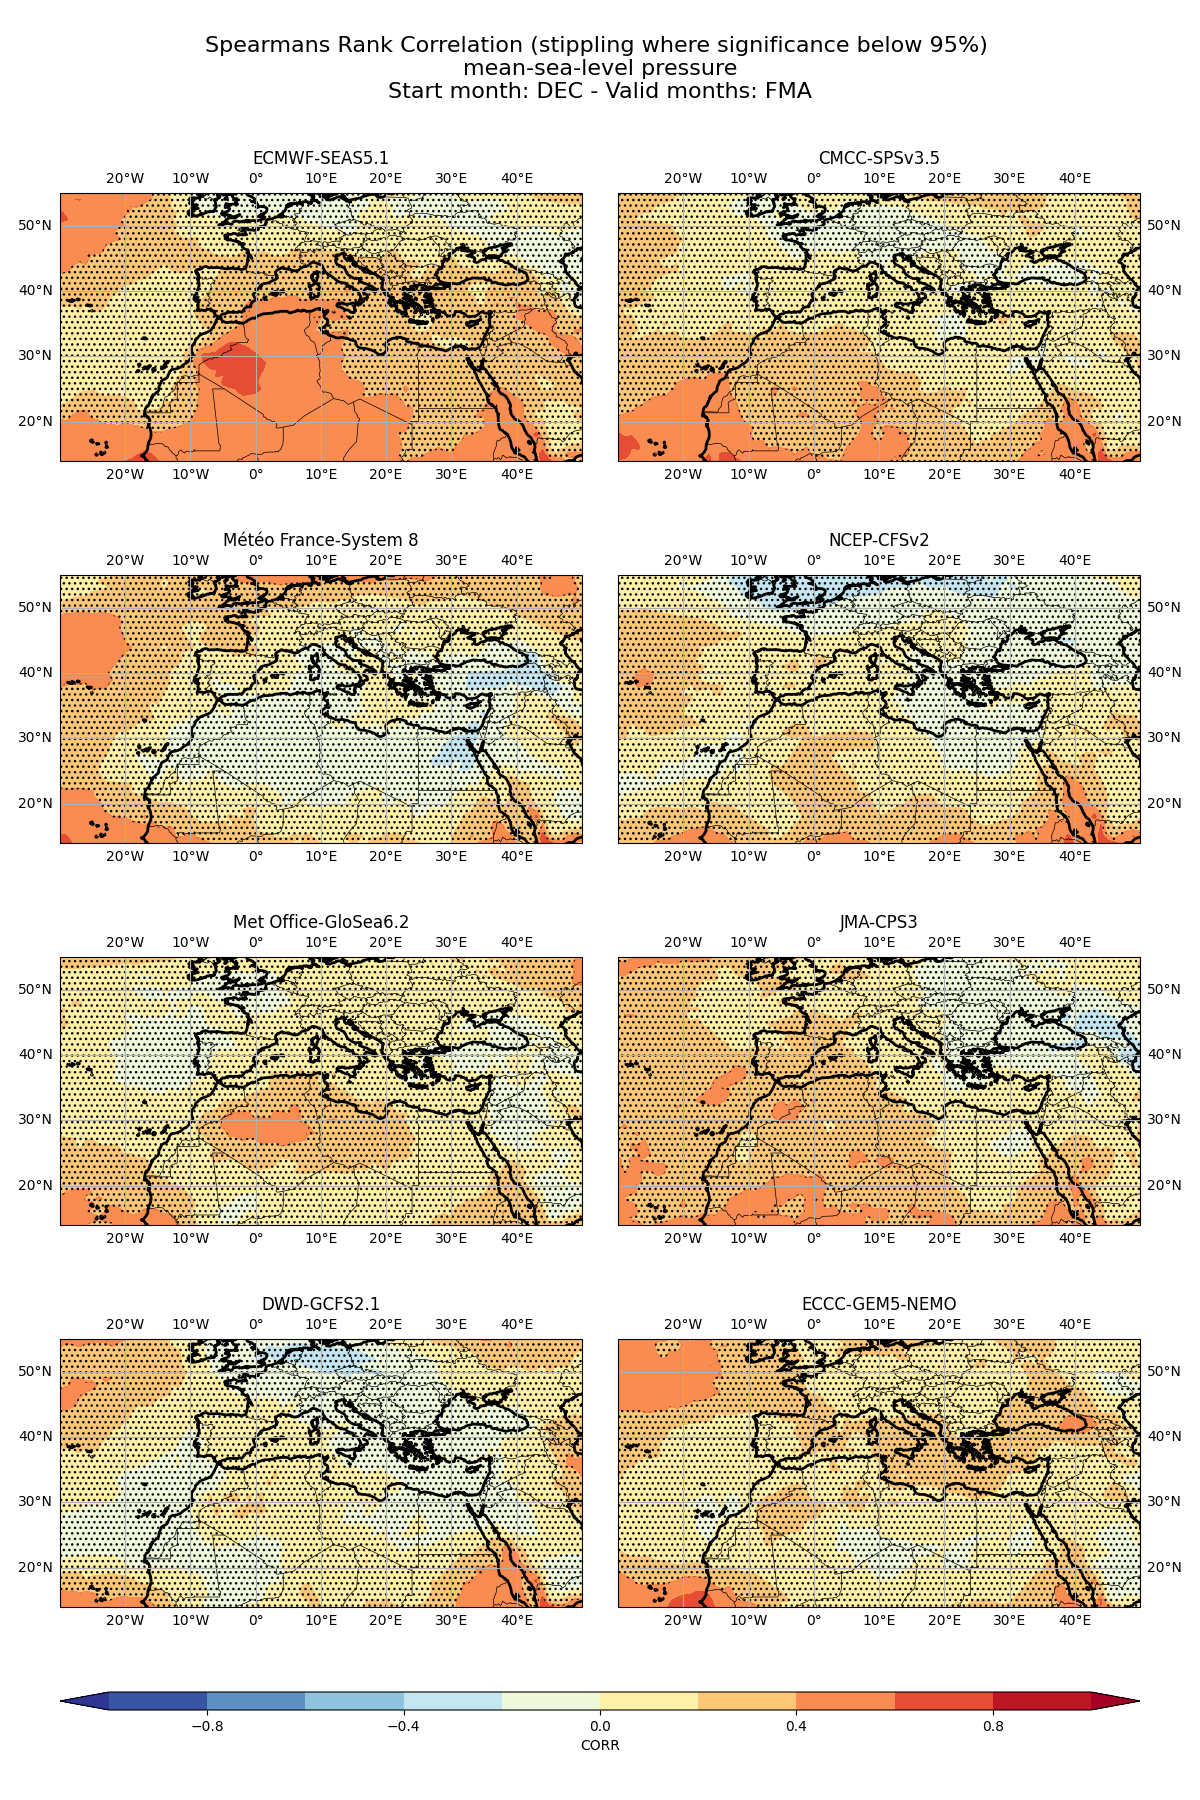 Spearmans Rank Correlation (stippling where significance below 95%)
mean-sea-level pressure
Start month: DEC - Valid months: FMA
ECMWF-SEAS5.1 CMCC-SPSv3.5
20°W 10°W 0° 10°E 20°E 30°E 40°E 20°W 10°W 0° 10°E 20°E 30°E 40°E
50°N 50°N
40°N 40°N
30°N 30°N
20°N 20°N
20°W 10°W 0° 10°E 20°E 30°E 40°E 20°W 10°W 0° 10°E 20°E 30°E 40°E
Météo France-System 8 NCEP-CFSv2
20°W 10°W 0° 10°E 20°E 30°E 40°E 20°W 10°W 0° 10°E 20°E 30°E 40°E
50°N 50°N
40°N 40°N
30°N 30°N
20°N 20°N
20°W 10°W 0° 10°E 20°E 30°E 40°E 20°W 10°W 0° 10°E 20°E 30°E 40°E
Met Office-GloSea6.2 JMA-CPS3
20°W 10°W 0° 10°E 20°E 30°E 40°E 20°W 10°W 0° 10°E 20°E 30°E 40°E
50°N 50°N
40°N 40°N
30°N 30°N
20°N 20°N
20°W 10°W 0° 10°E 20°E 30°E 40°E 20°W 10°W 0° 10°E 20°E 30°E 40°E
DWD-GCFS2.1 ECCC-GEM5-NEMO
20°W 10°W 0° 10°E 20°E 30°E 40°E 20°W 10°W 0° 10°E 20°E 30°E 40°E
50°N 50°N
40°N 40°N
30°N 30°N
20°N 20°N
20°W 10°W 0° 10°E 20°E 30°E 40°E 20°W 10°W 0° 10°E 20°E 30°E 40°E
−0.8 −0.4 0.0 0.4 0.8
CORR